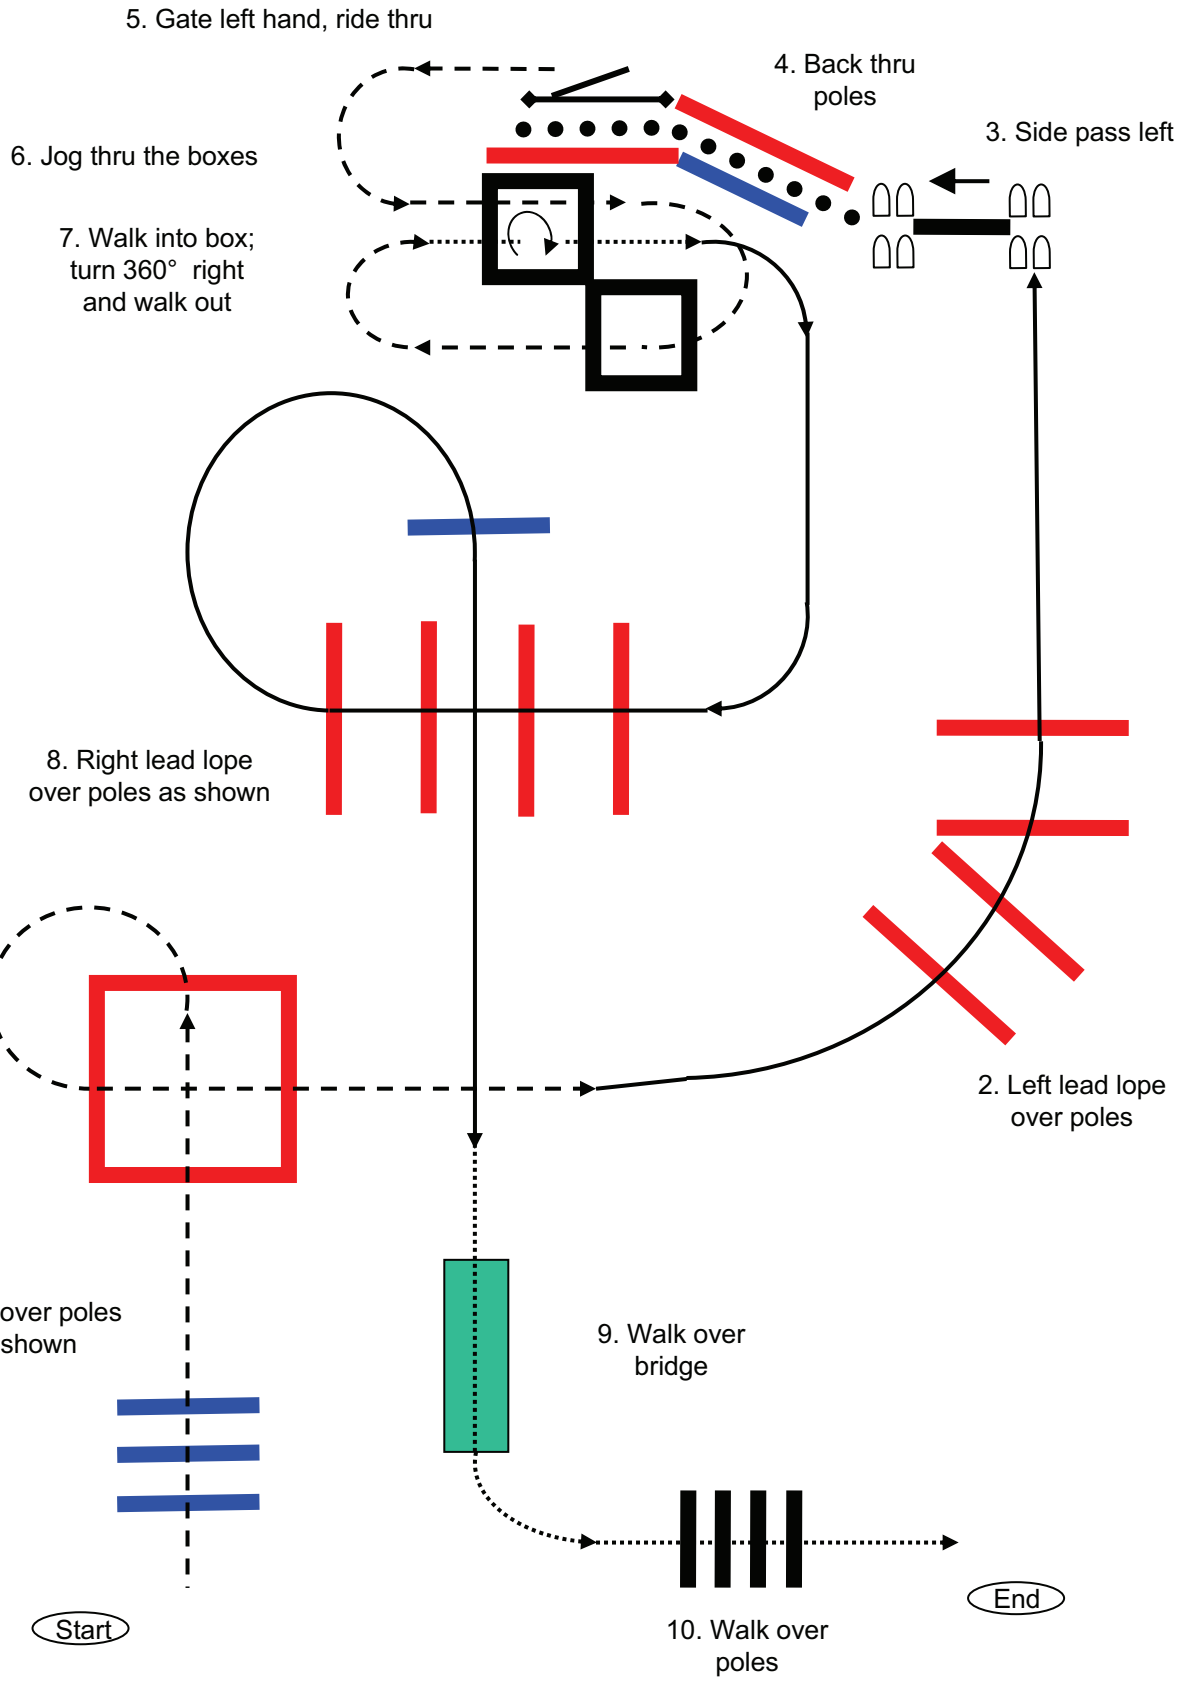 5. Gate left hand, ride thru
4. Back thru
poles
3. Side pass left
6. Jog thru the boxes
7. Walk into box;
turn 360° right
and walk out
8. Right lead lope
over poles as shown
2. Left lead lope
over poles
over poles
shown
9. Walk over
bridge
Start
End
10. Walk over
poles